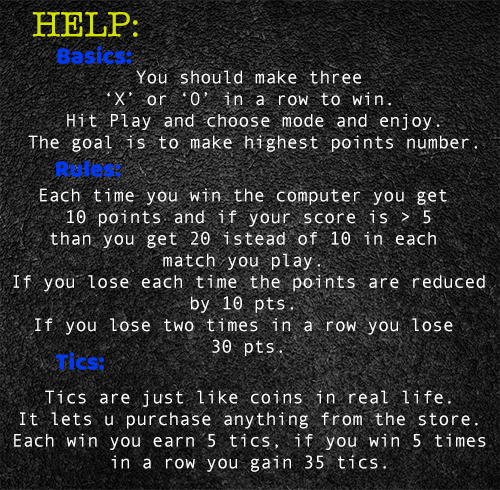 HELP:
Basics:
You should make three
‘X’ or ‘O’ in a row to win.
Hit Play and choose mode and enjoy.
The goal is to make highest points number.
Rules:
Each time you win the computer you get
10 points and if your score is > 5
than you get 20 istead of 10 in each
match you play.
If you lose each time the points are reduced
by 10 pts.
If you lose two times in a row you lose
30 pts.
Tics:
Tics are just like coins in real life.
It lets u purchase anything from the store.
Each win you earn 5 tics, if you win 5 times
in a row you gain 35 tics.